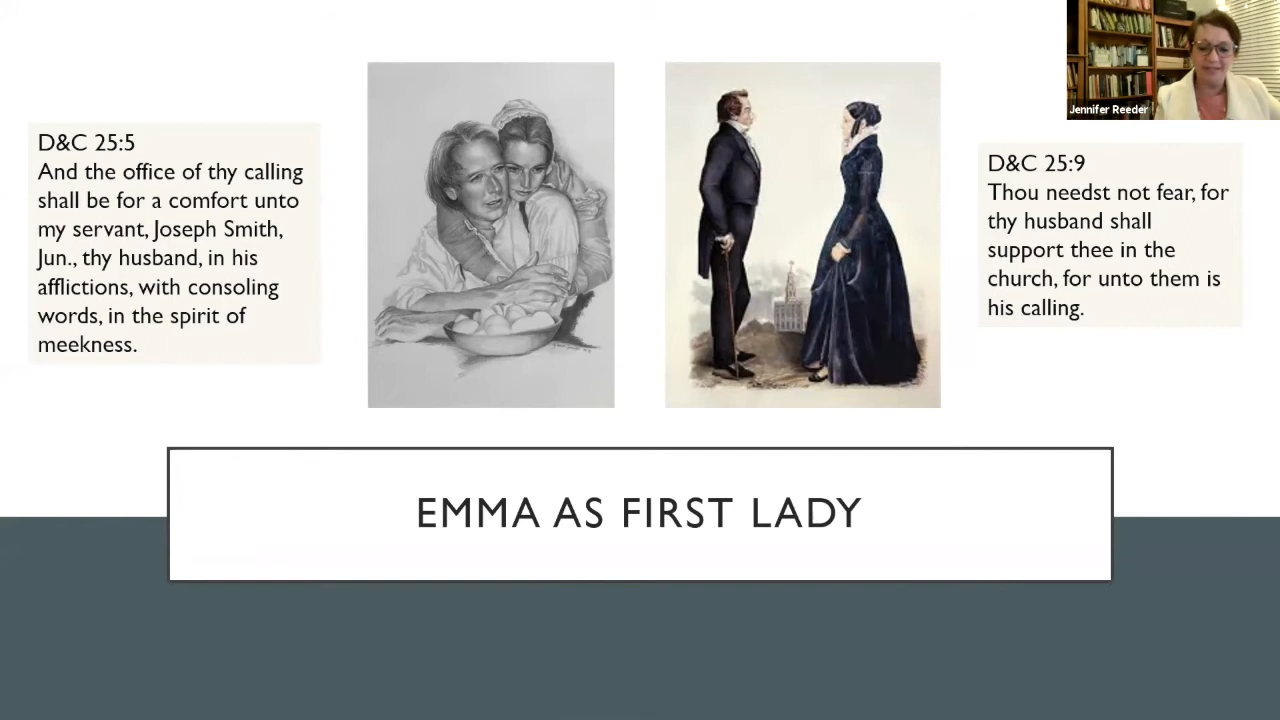 Jennifer Reeder
D&C 25:5
And the office of thy calling
shall be for a comfort unto
my servant, Joseph Smith,
Jun., thy husband, in his
afflictions, with consoling
words, in the spirit of
meekness.
D&C 25:9
Thou needst not fear, for
thy husband shall
support thee in the
church, for unto them is
his calling.
EMMA AS FIRST LADY